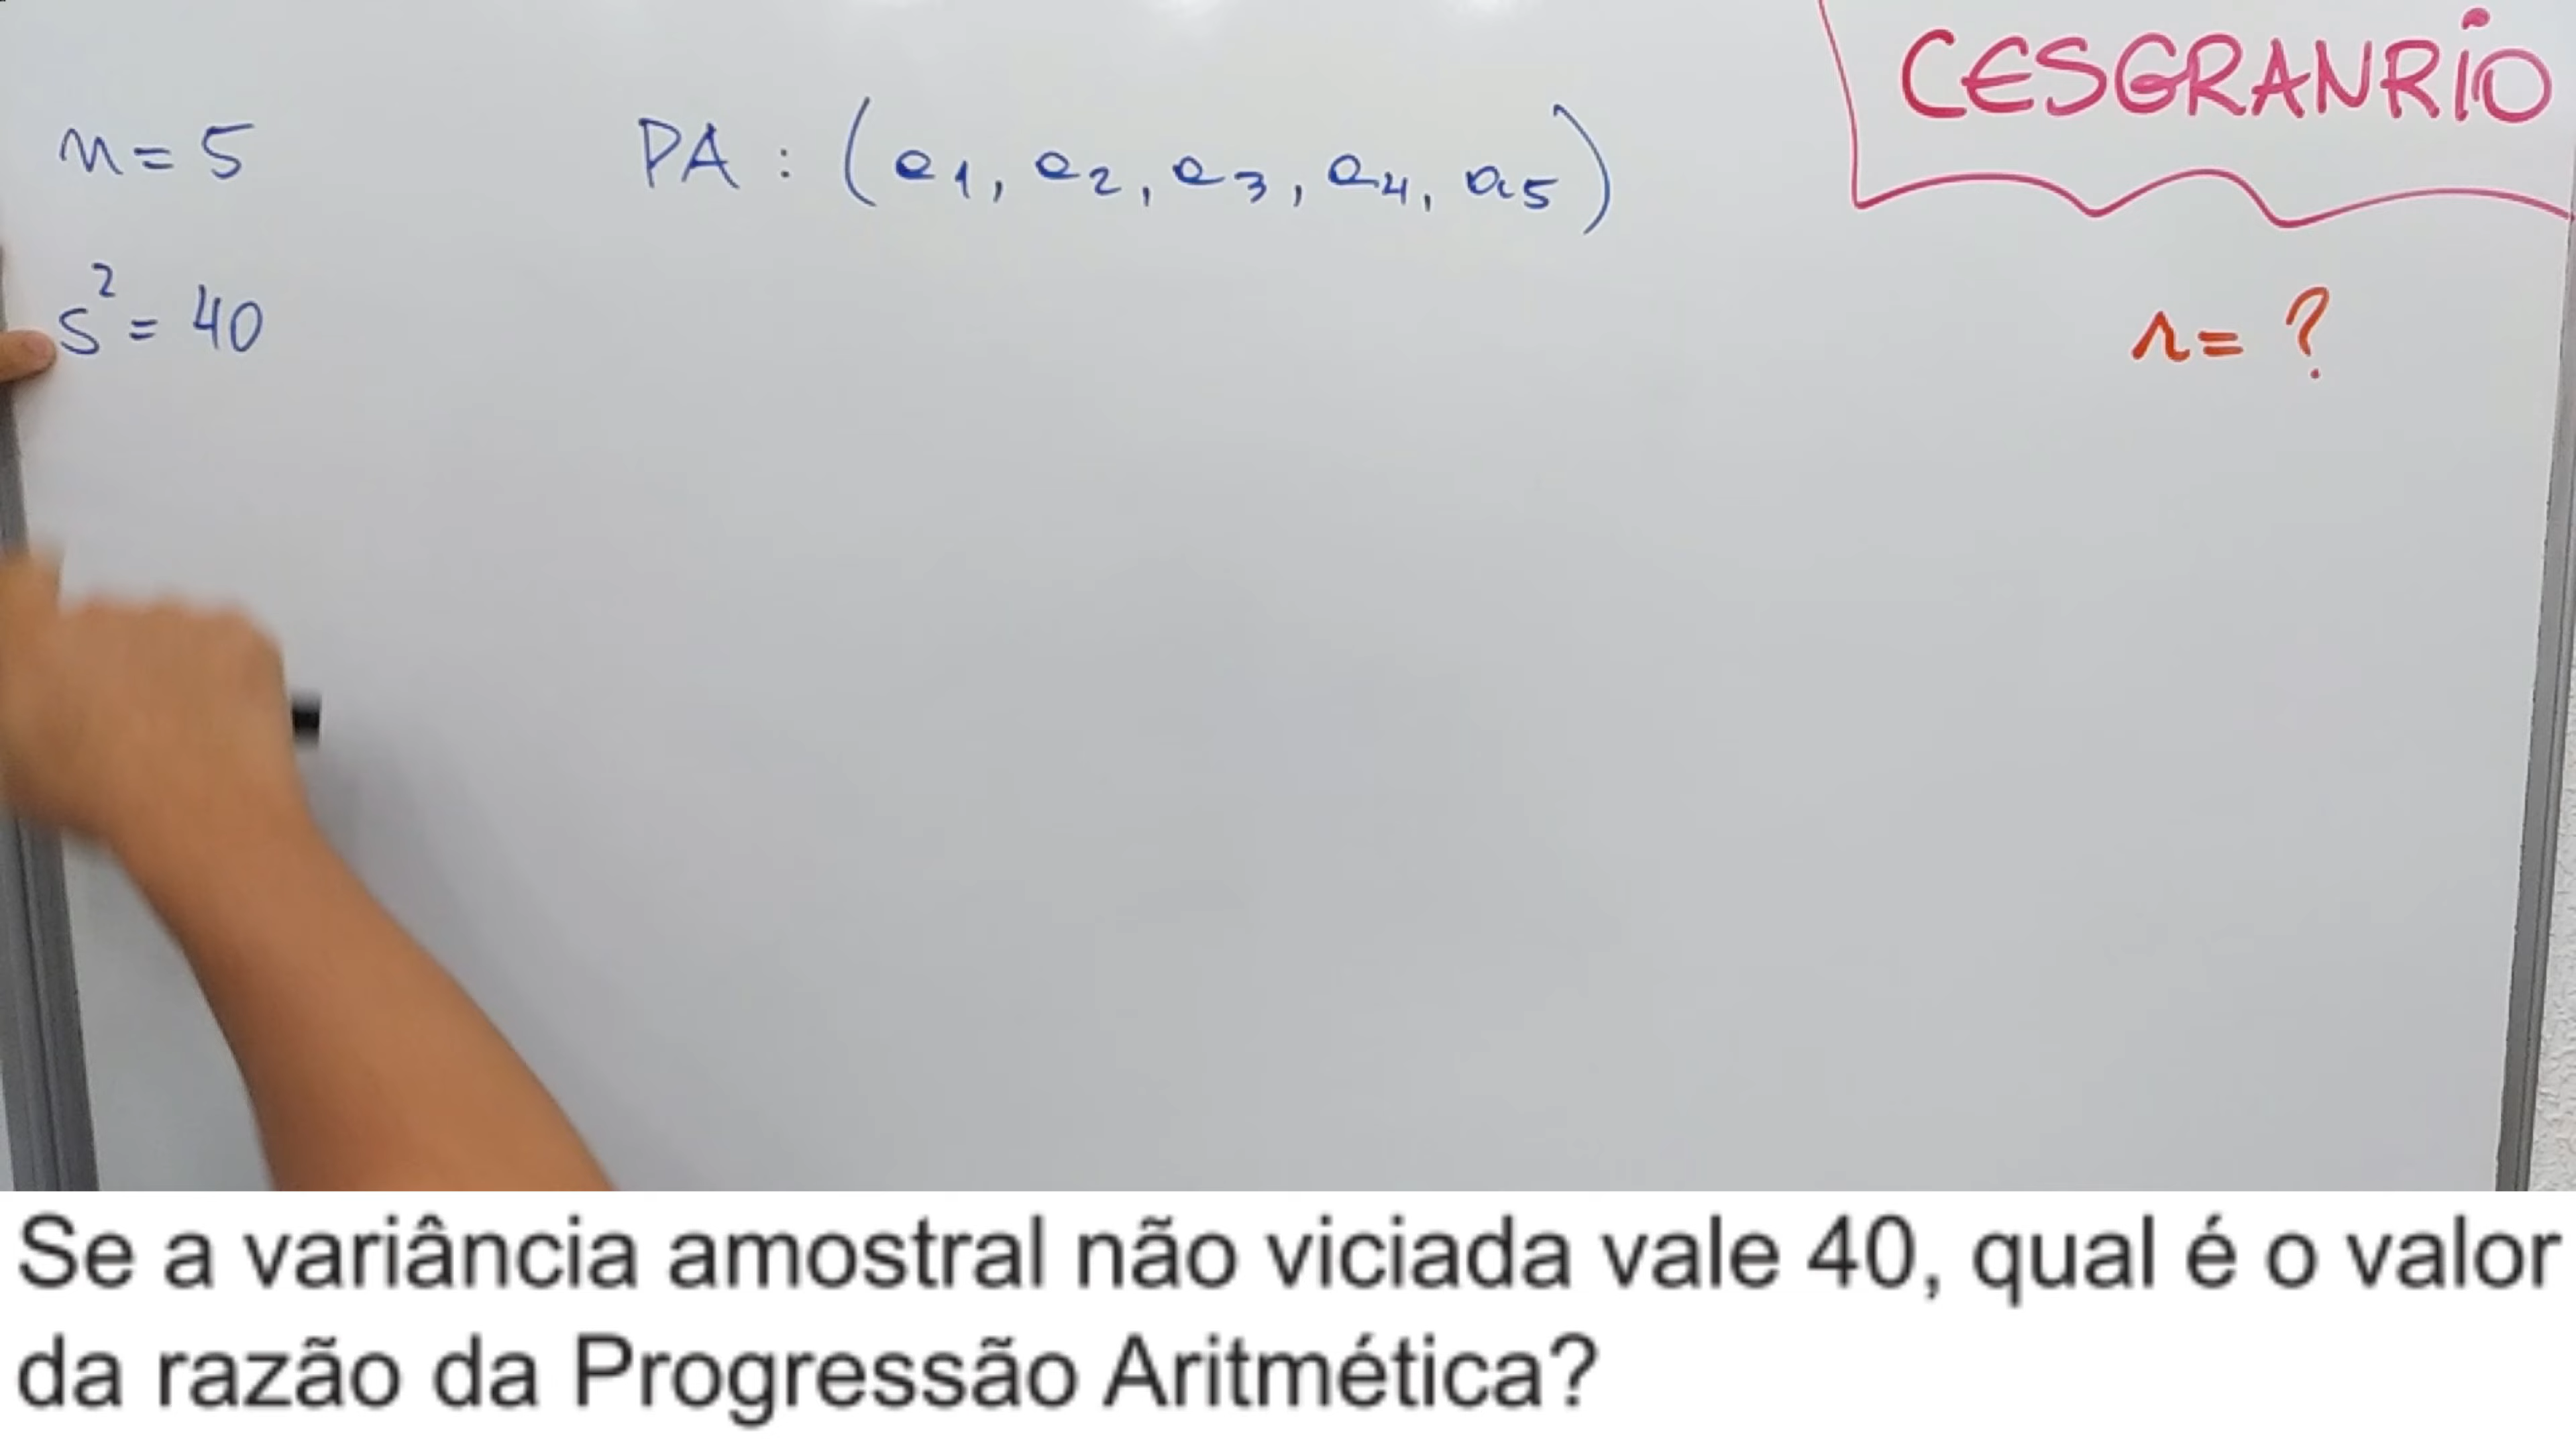 CESGRANRIO
n = 5
PA : (a1, a2, a3, a4, a5)
s² = 40
r = ?
Se a variância amostral não viciada vale 40, qual é o valor
da razão da Progressão Aritmética?